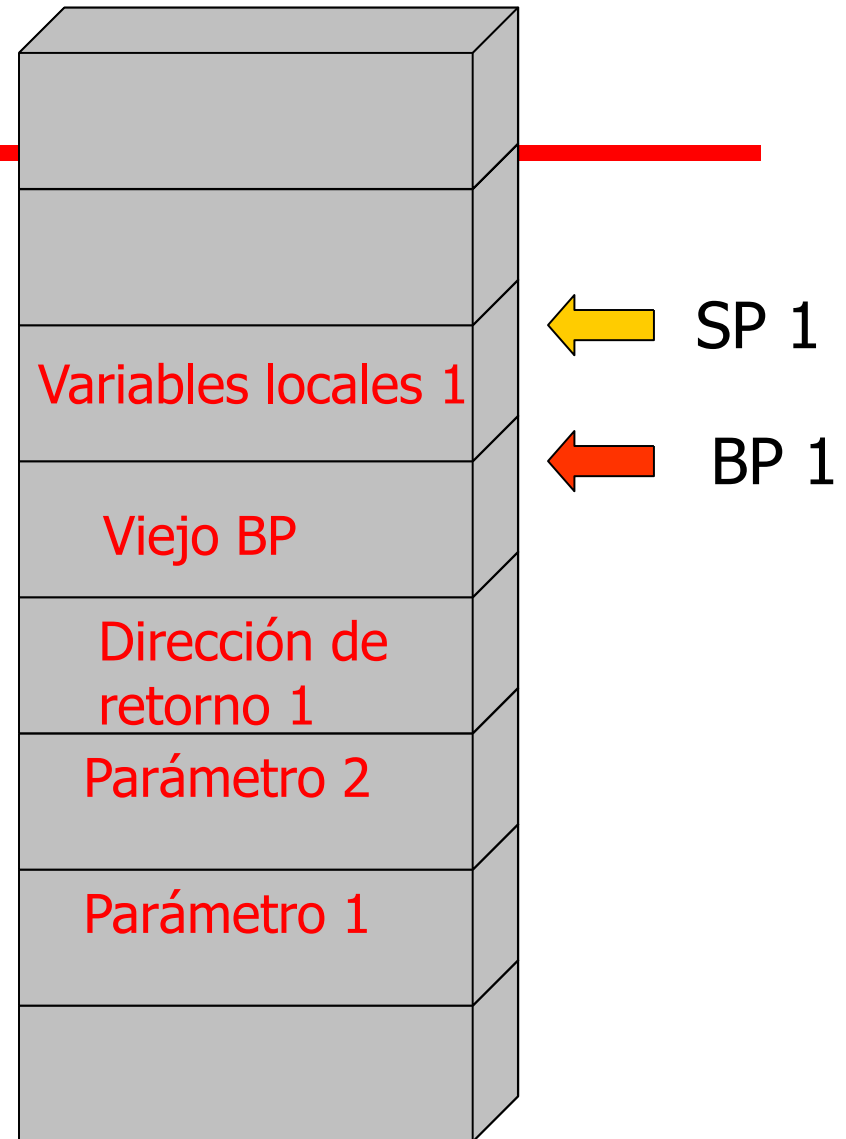 SP 1
Variables locales 1
BP 1
Viejo BP
Dirección de
retorno 1
Parámetro 2
Parámetro 1